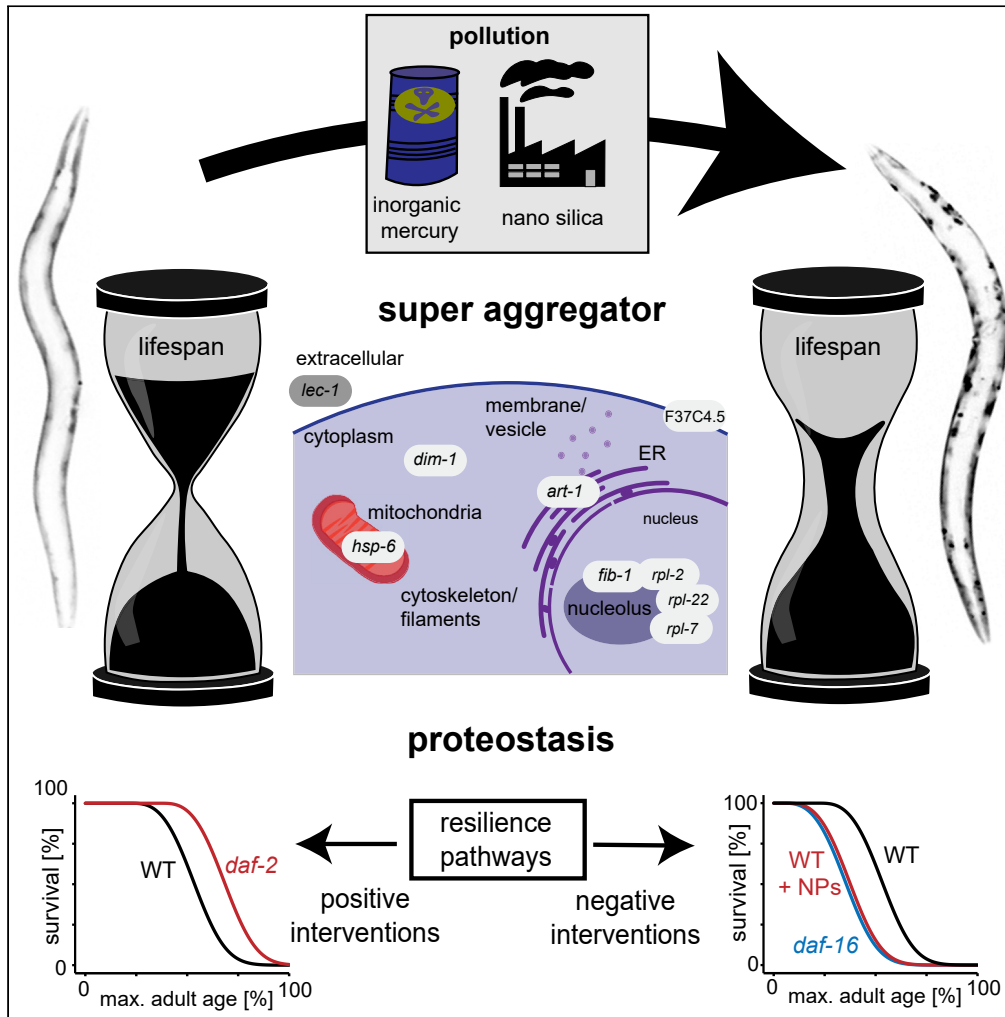 pollution
inorganic
mercury
nano silica
super aggregator
lifespan
lifespan
extracellular
lec-1
cytoplasm
dim-1
membrane/
vesicle
F37C4.5
ER
art-1
mitochondria
hsp-6
nucleus
cytoskeleton/
filaments
fib-1
rpl-2
nucleolus
rpl-22
rpl-7
proteostasis
100
survival [%]
WT
daf-2
0
0
100
max. adult age [%]
resilience
pathways
positive
interventions
negative
interventions
100
survival [%]
WT
WT
+ NPs
daf-16
0
0
100
max. adult age [%]